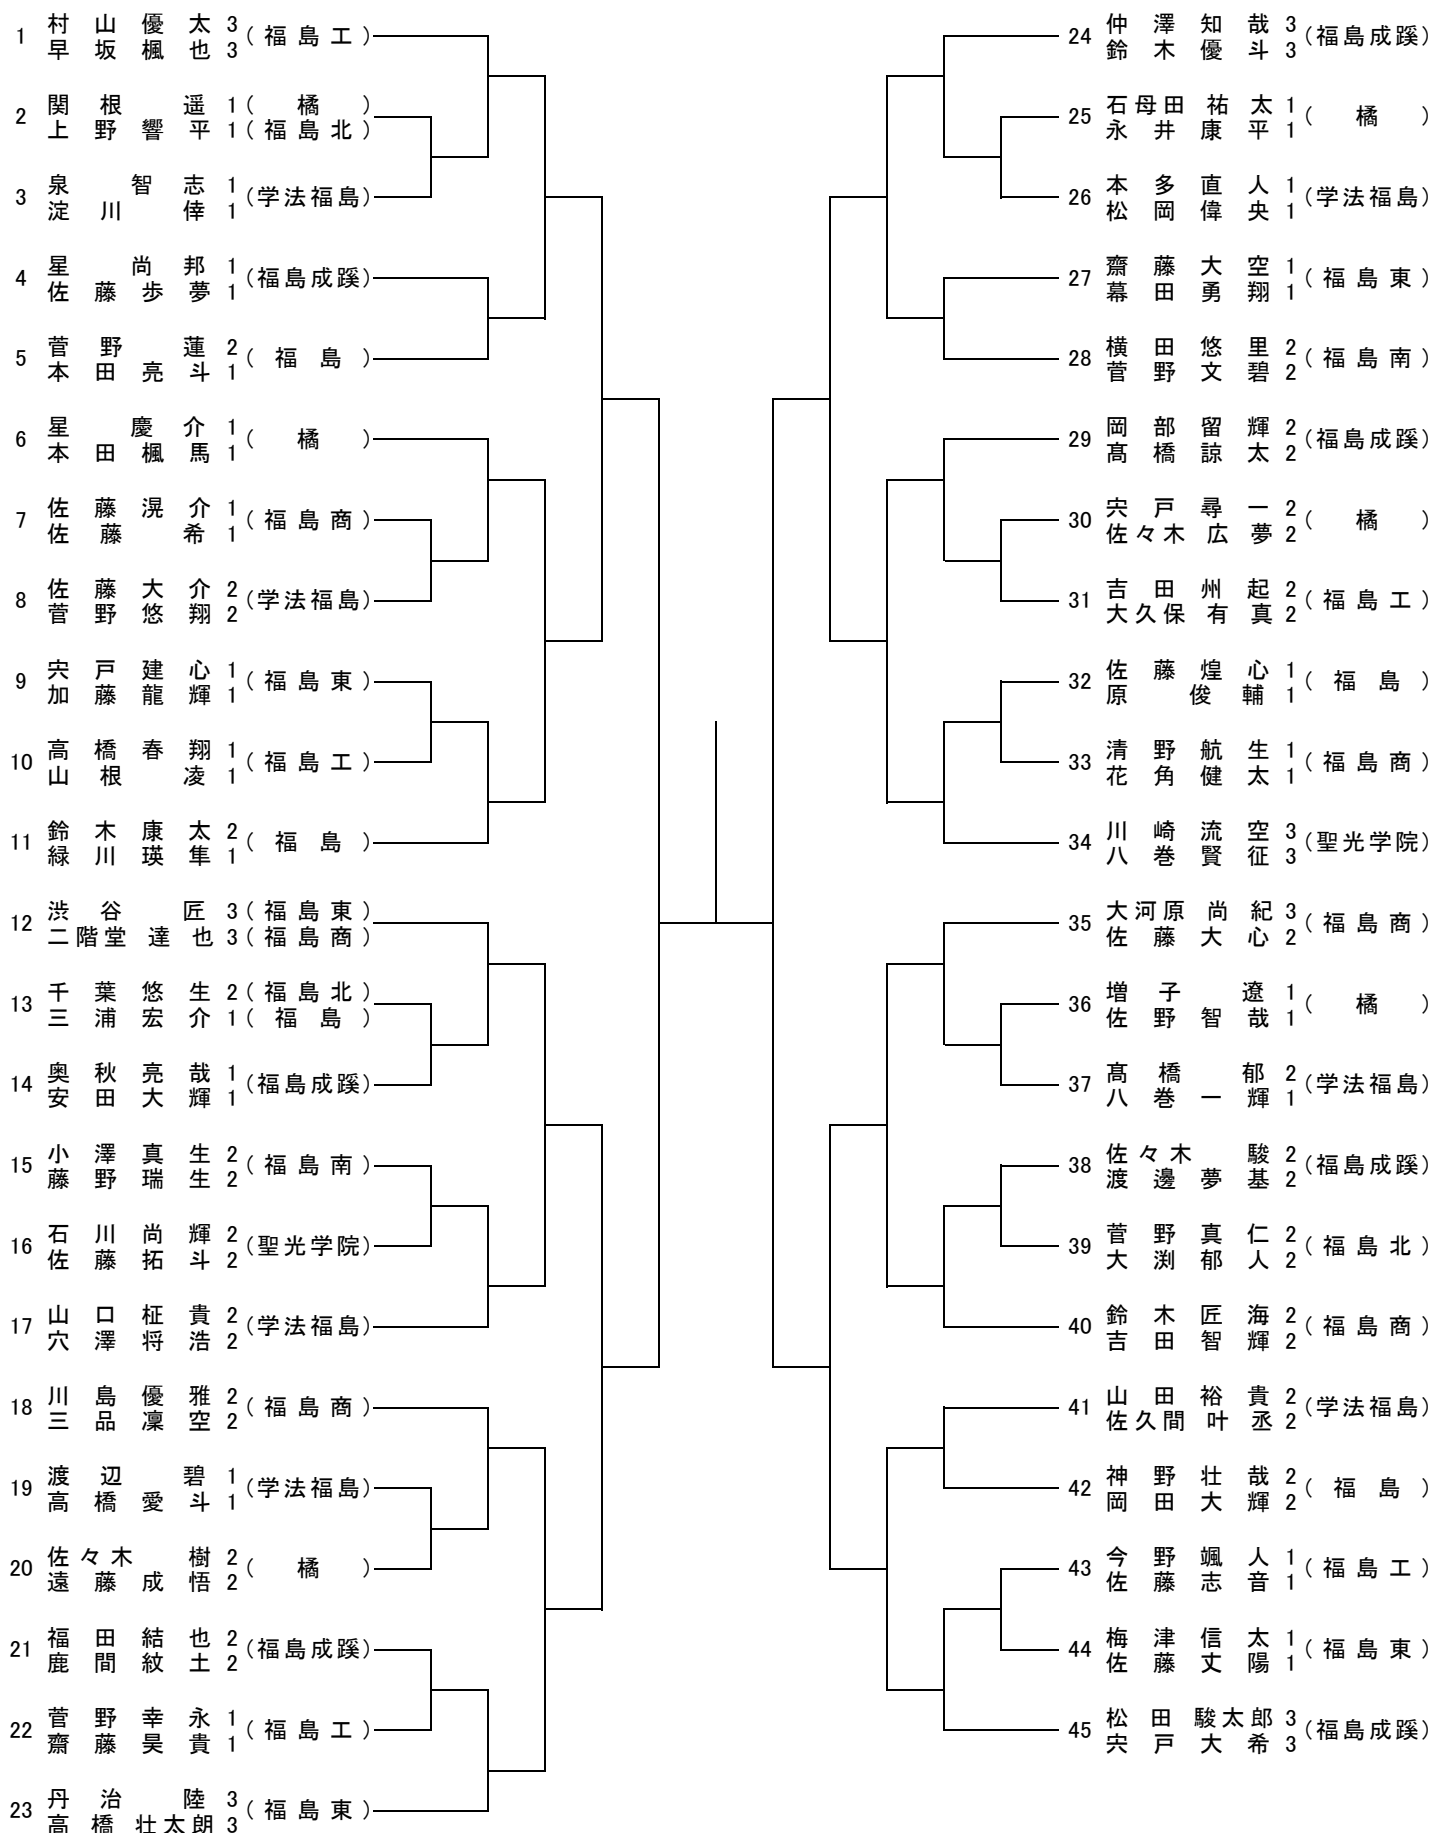 1 村山優太 3 (福島工)
早坂楓也 3
2 関根遥 1 (橘)
上野響平 1 (福島北)
3 泉智志 1 (学法福島)
淀川倖 1
4 星尚邦 1 (福島成蹊)
佐藤歩夢 1
5 菅野蓮 2 (福島)
本田亮斗 1
6 星慶介 1 (橘)
本田楓馬 1
7 佐藤滉介 1 (福島商)
佐藤希 1
8 佐藤大介 2 (学法福島)
菅野悠翔 2
9 宍戸建心 1 (福島東)
加藤龍輝 1
10 高橋春翔 1 (福島工)
山根凌 1
11 鈴木康太 2 (福島)
緑川瑛隼 1
12 渋谷匠 3 (福島東)
二階堂達也 3 (福島商)
13 千葉悠生 2 (福島北)
三浦宏介 1 (福島)
14 奥秋亮哉 1 (福島成蹊)
安田大輝 1
15 小澤真生 2 (福島南)
藤野瑞生 2
16 石川尚輝 2 (聖光学院)
佐藤拓斗 2
17 山口柾貴 2 (学法福島)
穴澤将浩 2
18 川島優雅 2 (福島商)
三品凜空 2
19 渡辺碧 1 (学法福島)
高橋愛斗 1
20 佐々木樹 2 (橘)
遠藤成悟 2
21 福田結也 2 (福島成蹊)
鹿間紋土 2
22 菅野幸永 1 (福島工)
齋藤昊貴 1
23 丹治陸 3 (福島東)
高橋壮太朗 3
24 仲澤知哉 3 (福島成蹊)
鈴木優斗 3
25 石母田祐太 1 (橘)
永井康平 1
26 本多直人 1 (学法福島)
松岡偉央 1
27 齋藤大空 1 (福島東)
幕田勇翔 1
28 横田悠里 2 (福島南)
菅野文碧 2
29 岡部留輝 2 (福島成蹊)
髙橋諒太 2
30 宍戸尋一 2 (橘)
佐々木広夢 2
31 吉田州起 2 (福島工)
大久保有真 2
32 佐藤煌心 1 (福島)
原俊輔 1
33 清野航生 1 (福島商)
花角健太 1
34 川崎流空 3 (聖光学院)
八巻賢征 3
35 大河原尚紀 3 (福島商)
佐藤大心 2
36 増子遼 1 (橘)
佐野智哉 1
37 髙橋郁 2 (学法福島)
八巻一輝 1
38 佐々木駿 2 (福島成蹊)
渡邊夢基 2
39 菅野真仁 2 (福島北)
大渕郁人 2
40 鈴木匠海 2 (福島商)
吉田智輝 2
41 山田裕貴 2 (学法福島)
佐久間叶丞 2
42 神野壮哉 2 (福島)
岡田大輝 2
43 今野颯人 1 (福島工)
佐藤志音 1
44 梅津信太 1 (福島東)
佐藤丈陽 1
45 松田駿太郎 3 (福島成蹊)
宍戸大希 3